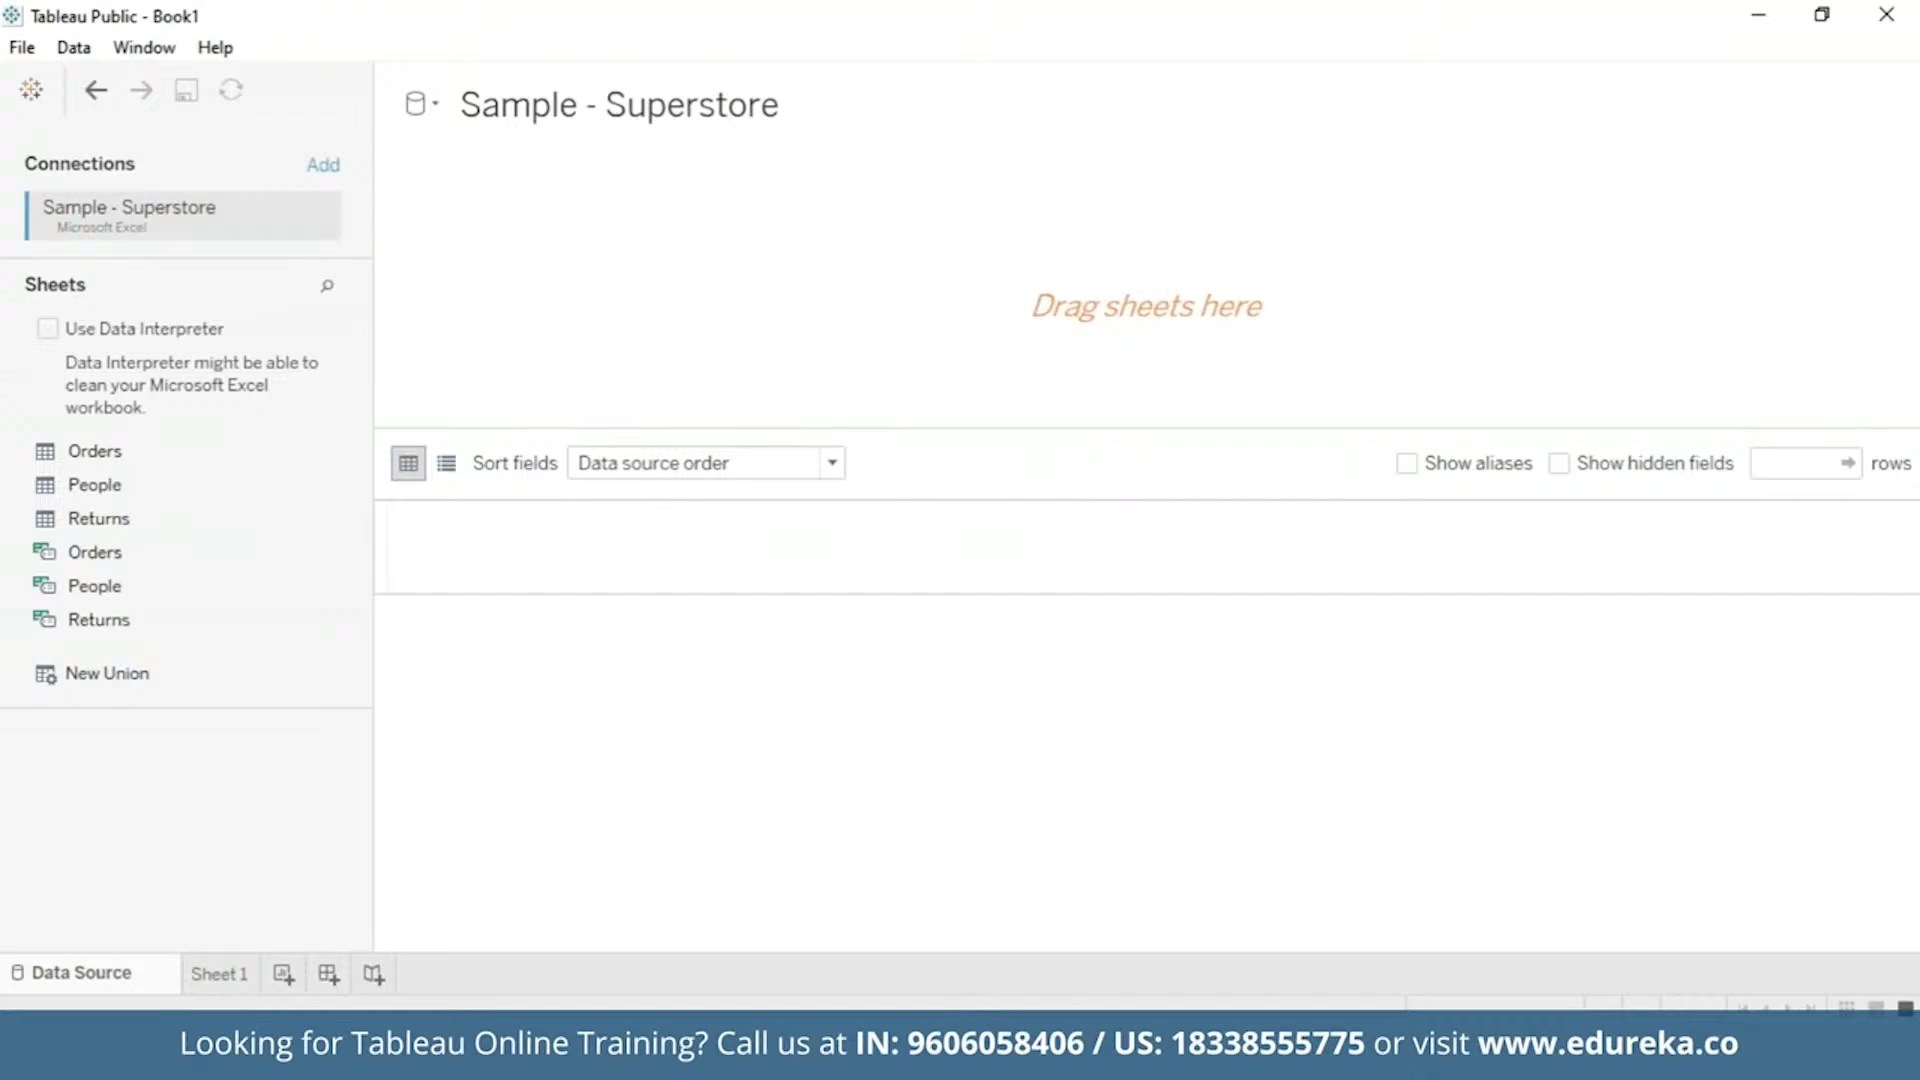 Tableau Public - Book1
File Data Window Help
Sample - Superstore
Connections Add
Sample - Superstore
Microsoft Excel
Sheets
Use Data Interpreter
Data Interpreter might be able to
clean your Microsoft Excel
workbook.
Drag sheets here
Orders
People
Returns
Orders
People
Returns
New Union
Sort fields Data source order Show aliases Show hidden fields rows
Data Source Sheet 1
Looking for Tableau Online Training? Call us at IN: 9606058406 / US: 18338555775 or visit www.edureka.co